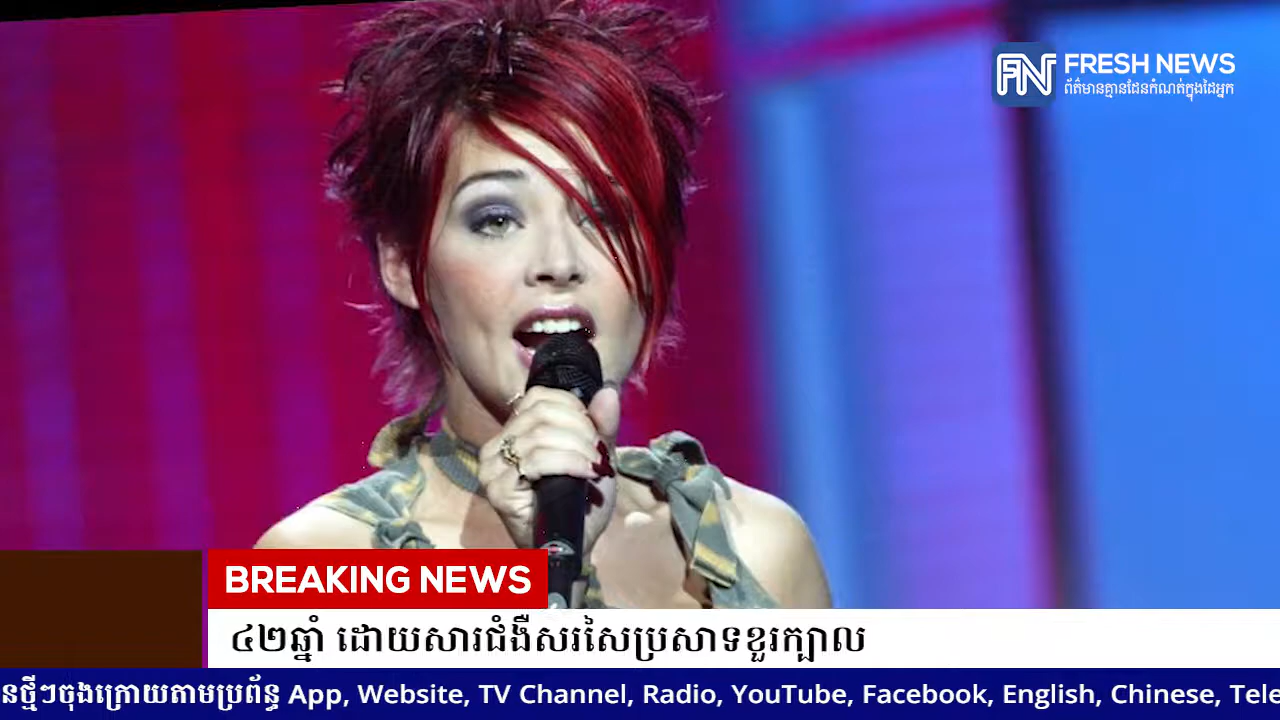 FRESH NEWS
ព័ត៌មានគ្មានដែនកំណត់ក្នុងដៃអ្នក
BREAKING NEWS
៤២ឆ្នាំ ដោយសារជំងឺសរសៃប្រសាទខួរក្បាល
នថ្មីៗចុងក្រោយតាមប្រព័ន្ធ App, Website, TV Channel, Radio, YouTube, Facebook, English, Chinese, Tele